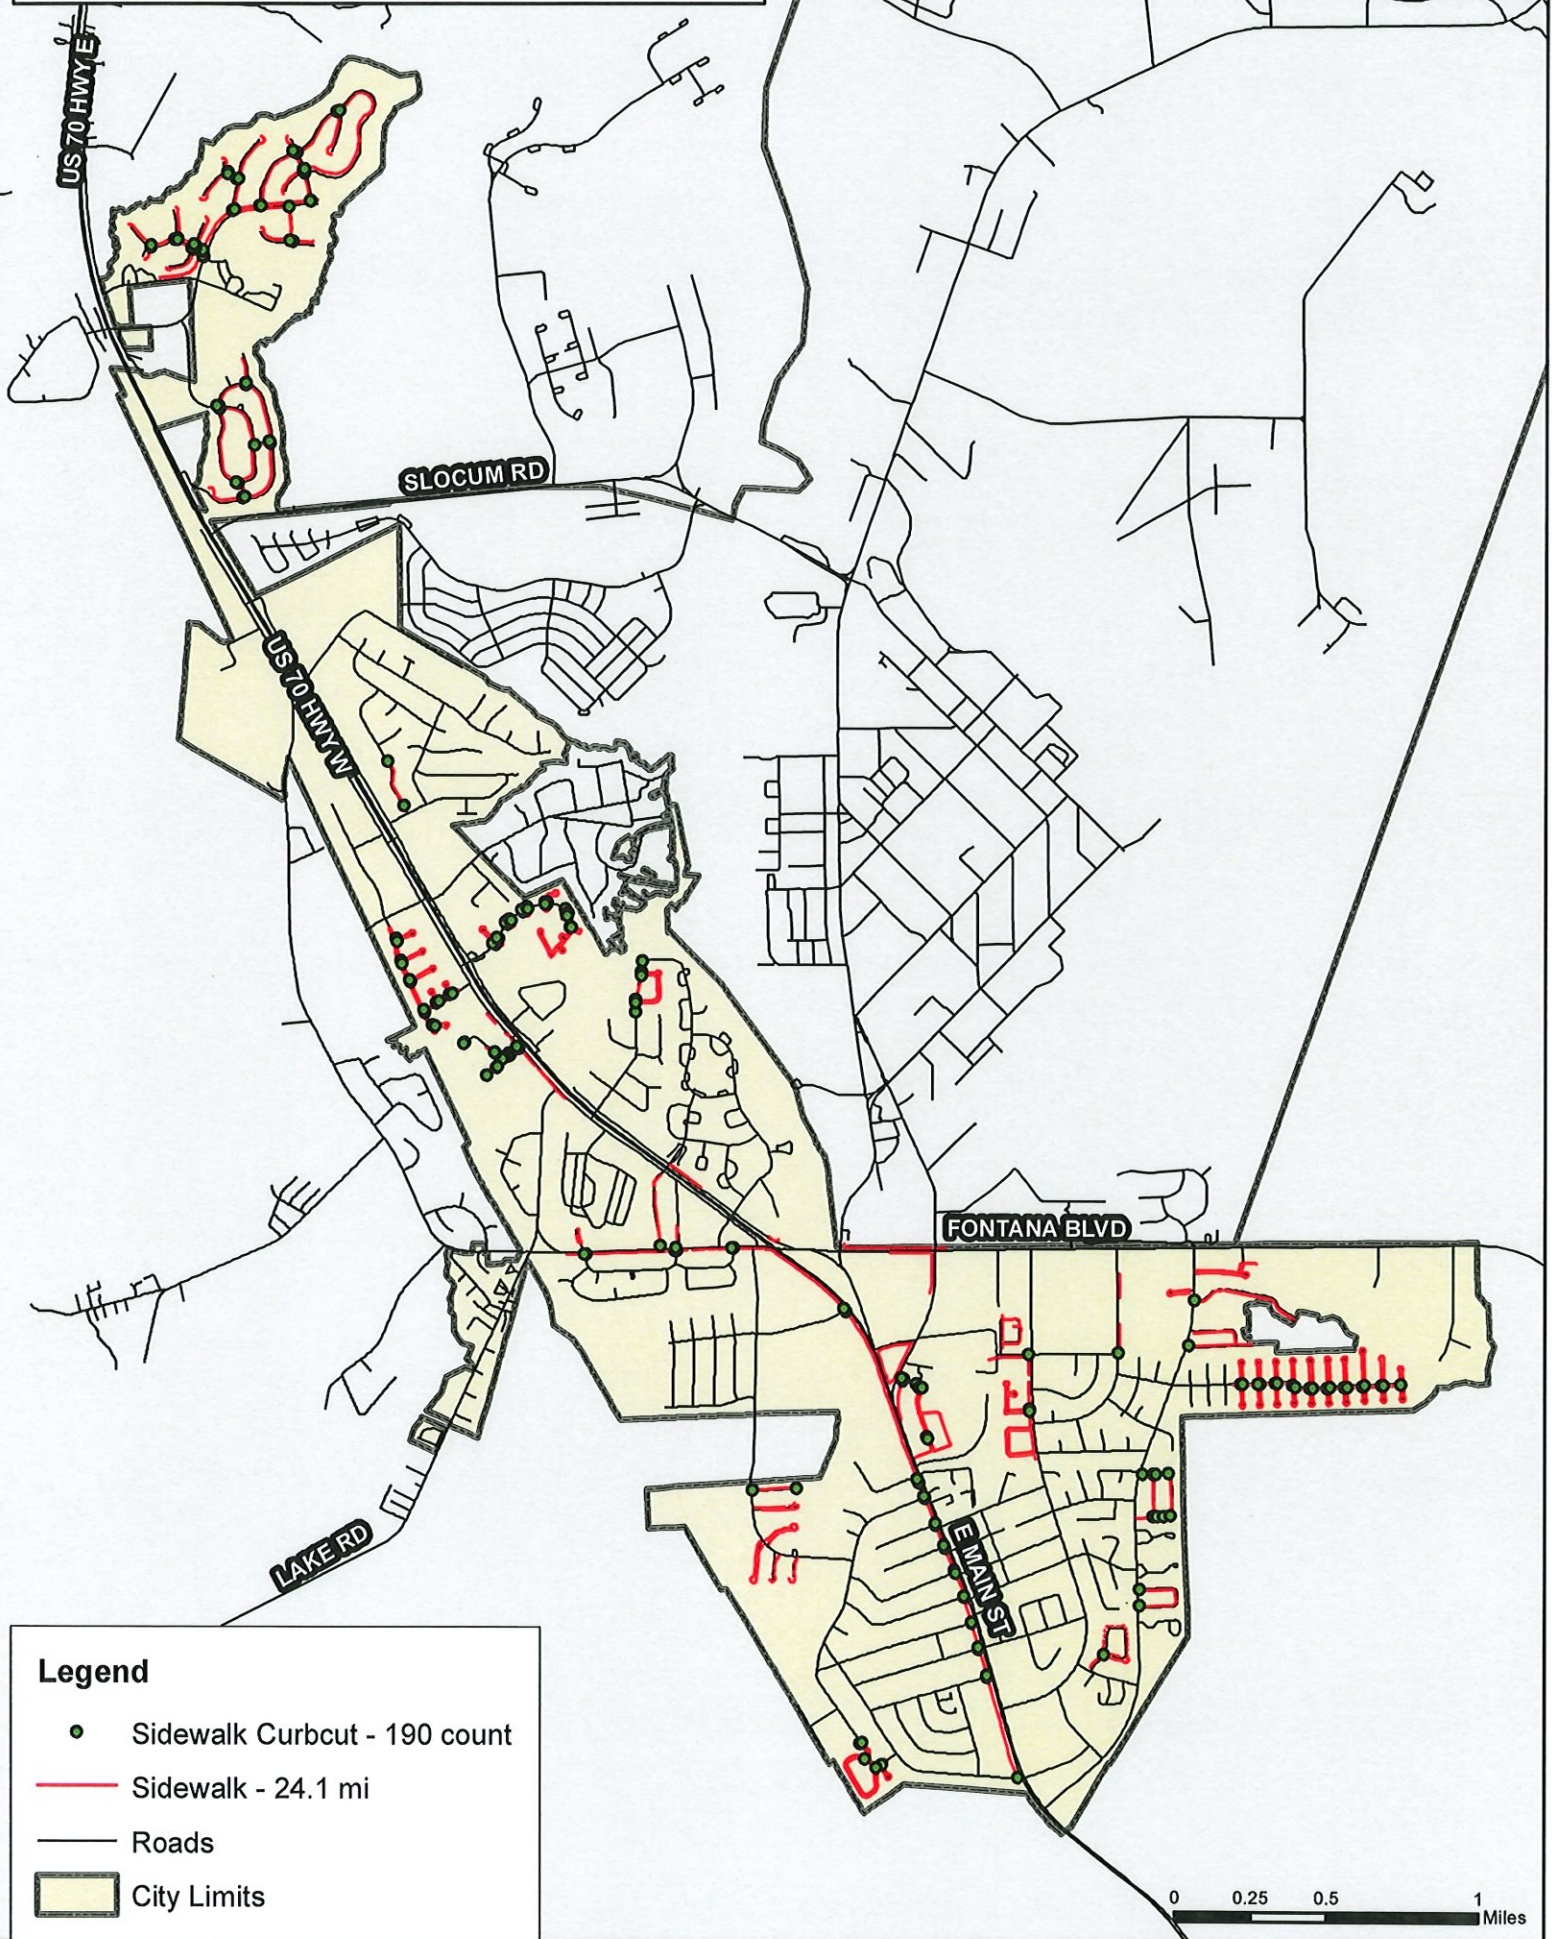 US 70 HWY E
SLOCUM RD
US 70 HWY W
FONTANA BLVD
LAKE RD
E MAIN ST
Legend
Sidewalk Curbcut - 190 count
Sidewalk - 24.1 mi
Roads
City Limits
0 0.25 0.5 1
Miles